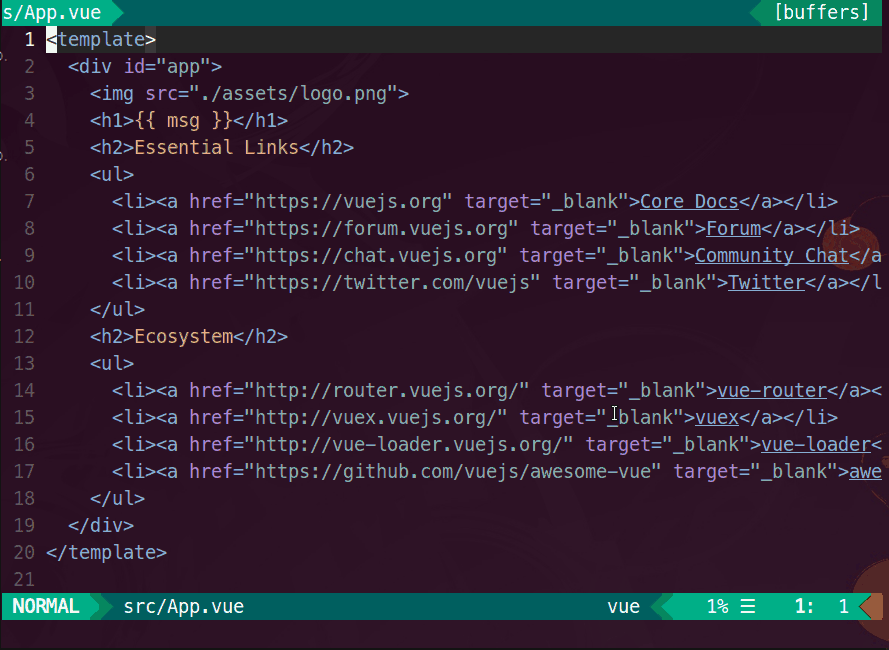 s/App.vue [buffers]
1 <template>
2 <div id="app">
3 <img src="./assets/logo.png">
4 <h1>{{ msg }}</h1>
5 <h2>Essential Links</h2>
6 <ul>
7 <li><a href="https://vuejs.org" target="_blank">Core Docs</a></li>
8 <li><a href="https://forum.vuejs.org" target="_blank">Forum</a></li>
9 <li><a href="https://chat.vuejs.org" target="_blank">Community Chat</a
10 <li><a href="https://twitter.com/vuejs" target="_blank">Twitter</a></l
11 </ul>
12 <h2>Ecosystem</h2>
13 <ul>
14 <li><a href="http://router.vuejs.org/" target="_blank">vue-router</a><
15 <li><a href="http://vuex.vuejs.org/" target="_blank">vuex</a></li>
16 <li><a href="http://vue-loader.vuejs.org/" target="_blank">vue-loader<
17 <li><a href="https://github.com/vuejs/awesome-vue" target="_blank">awe
18 </ul>
19 </div>
20 </template>
21
NORMAL src/App.vue vue 1% ☰ 1: 1